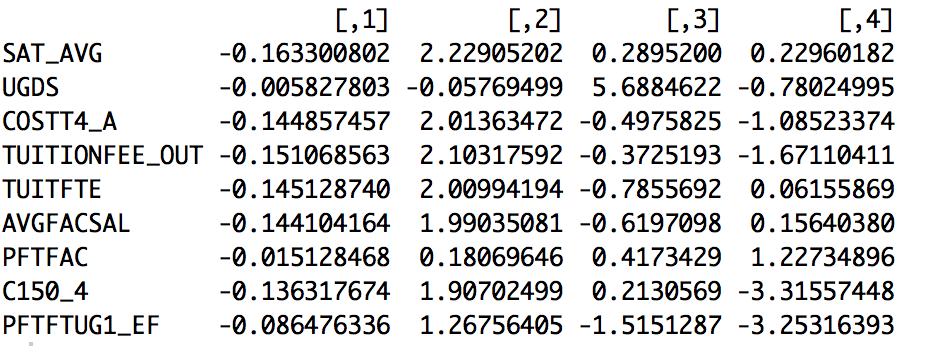 [,1] [,2] [,3] [,4]
SAT_AVG -0.163300802 2.22905202 0.2895200 0.22960182
UGDS -0.005827803 -0.05769499 5.6884622 -0.78024995
COSTT4_A -0.144857457 2.01363472 -0.4975825 -1.08523374
TUITIONFEE_OUT -0.151068563 2.10317592 -0.3725193 -1.67110411
TUITFTE -0.145128740 2.00994194 -0.7855692 0.06155869
AVGFACSAL -0.144104164 1.99035081 -0.6197098 0.15640380
PFTFAC -0.015128468 0.18069646 0.4173429 1.22734896
C150_4 -0.136317674 1.90702499 0.2130569 -3.31557448
PFTFTUG1_EF -0.086476336 1.26756405 -1.5151287 -3.25316393